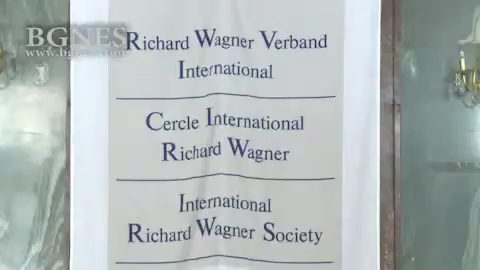 BGNES
www.bgnes.com
Richard Wagner Verband
International
Cercle International
Richard Wagner
International
Richard Wagner Society